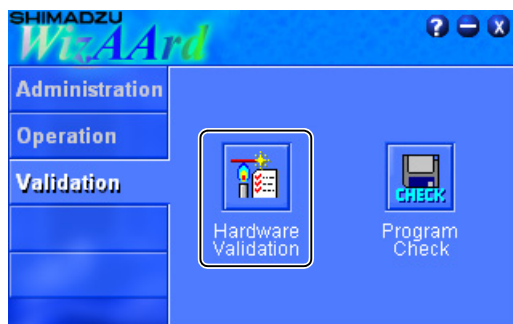 SHIMADZU
WizAArd
Administration
Operation
Validation
CHECK
Hardware
Validation
Program
Check